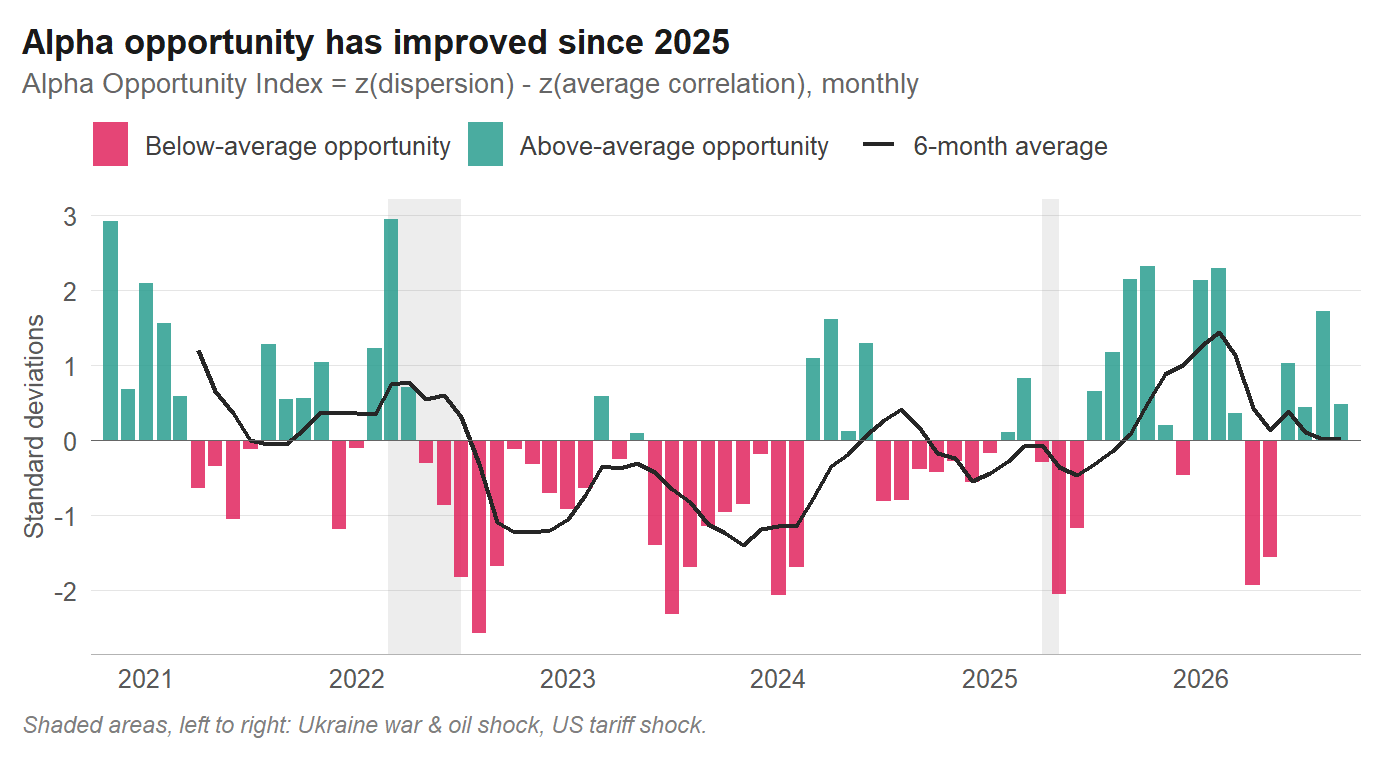 Alpha opportunity has improved since 2025
Alpha Opportunity Index = z(dispersion) - z(average correlation), monthly
Below-average opportunity
Above-average opportunity
6-month average
Standard deviations
3
2
1
0
-1
-2
2021
2022
2023
2024
2025
2026
Shaded areas, left to right: Ukraine war & oil shock, US tariff shock.